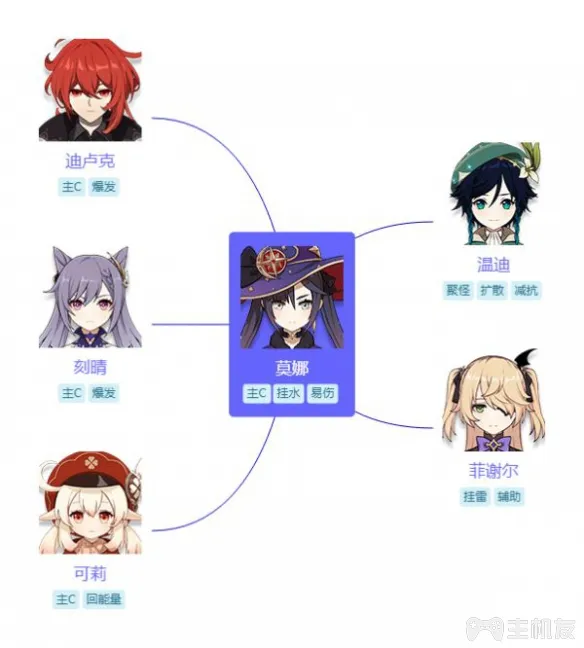 迪卢克
主C 爆发
刻晴
主C 爆发
可莉
主C 回能量
莫娜
主C 挂水 易伤
温迪
聚怪 扩散 减抗
菲谢尔
挂雷 辅助
主机友